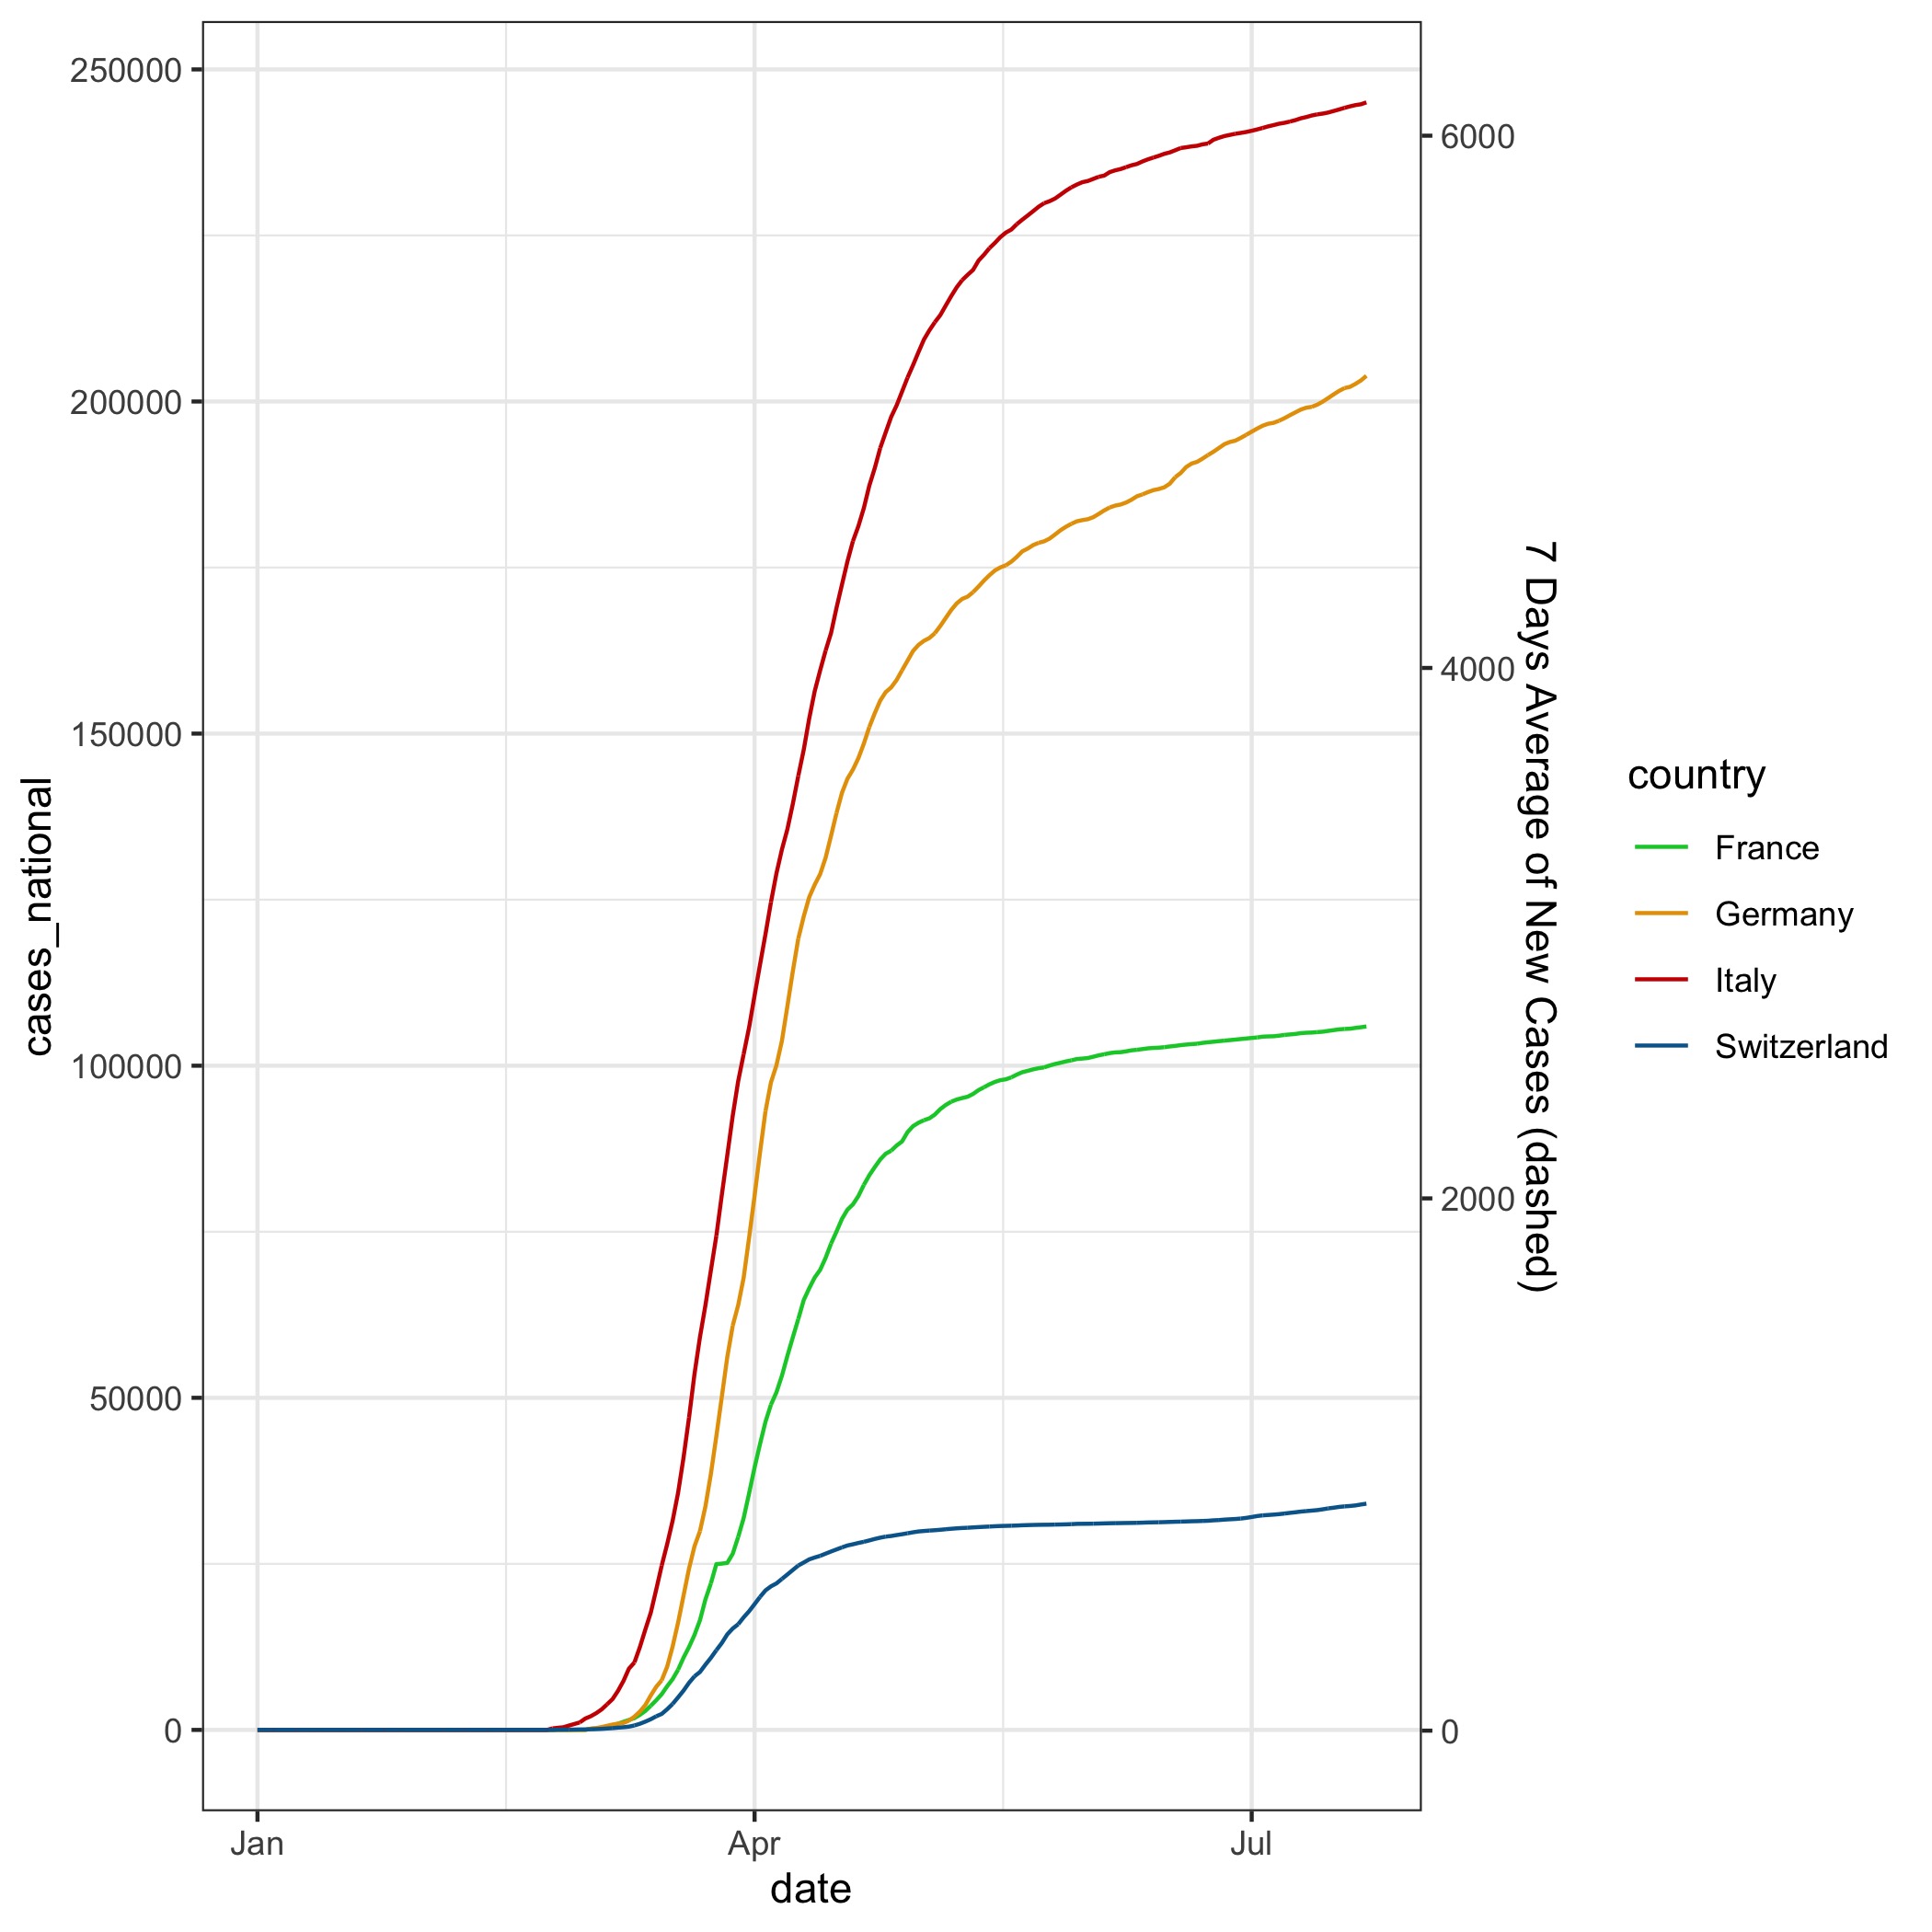 cases_national
250000
200000
150000
100000
50000
0
Jan
Apr
Jul
date
6000
4000
2000
0
7 Days Average of New Cases (dashed)
country
France
Germany
Italy
Switzerland